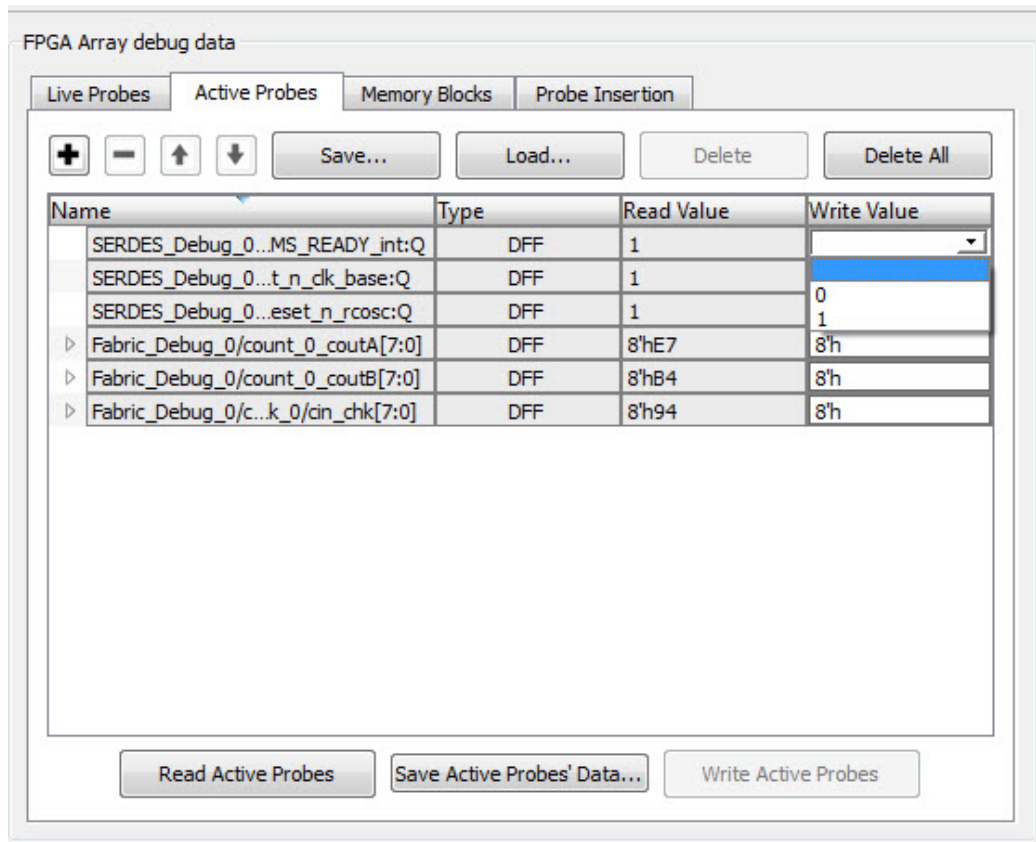 FPGA Array debug data
Live Probes Active Probes Memory Blocks Probe Insertion
Save... Load... Delete Delete All
Name Type Read Value Write Value
SERDES_Debug_0...MS_READY_int:Q DFF 1
SERDES_Debug_0...t_n_clk_base:Q DFF 1
0
SERDES_Debug_0...eset_n_rcosc:Q DFF 1
1
Fabric_Debug_0/count_0_coutA[7:0] DFF 8'hE7 8'h
Fabric_Debug_0/count_0_coutB[7:0] DFF 8'hB4 8'h
Fabric_Debug_0/c...k_0/cin_chk[7:0] DFF 8'h94 8'h
Read Active Probes Save Active Probes' Data... Write Active Probes